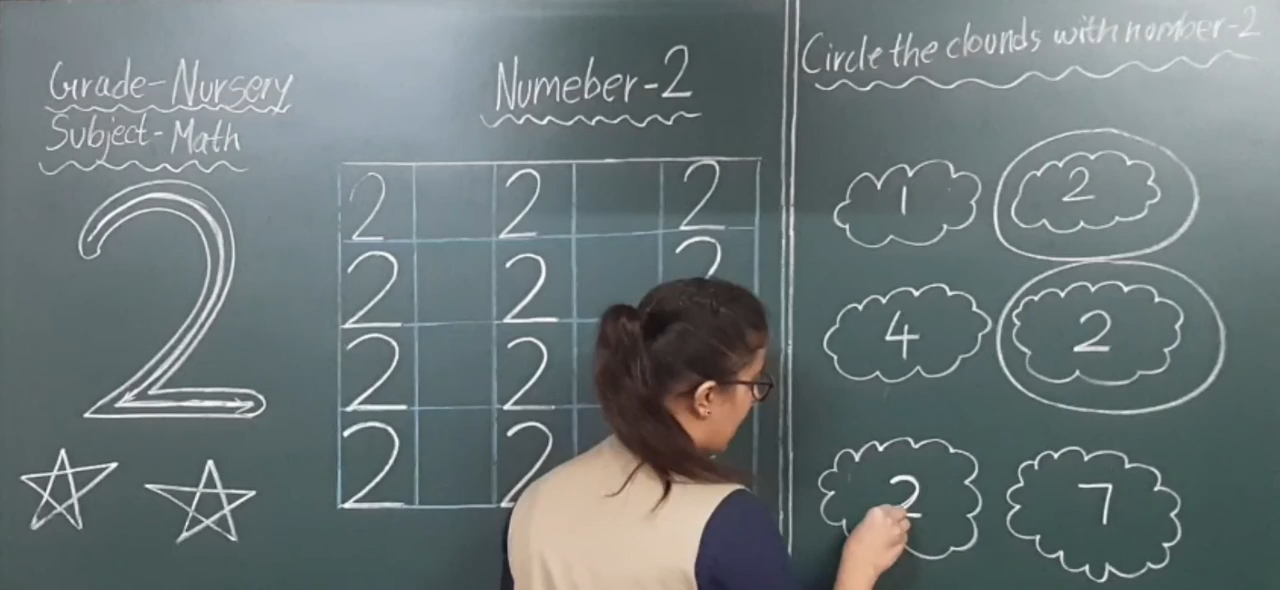 Grade-Nursery
Subject-Math
2
Numeber-2
2 2 2
2 2 2
2 2
2 2
Circle the clounds with nomber-2
1 2
4 2
2 7